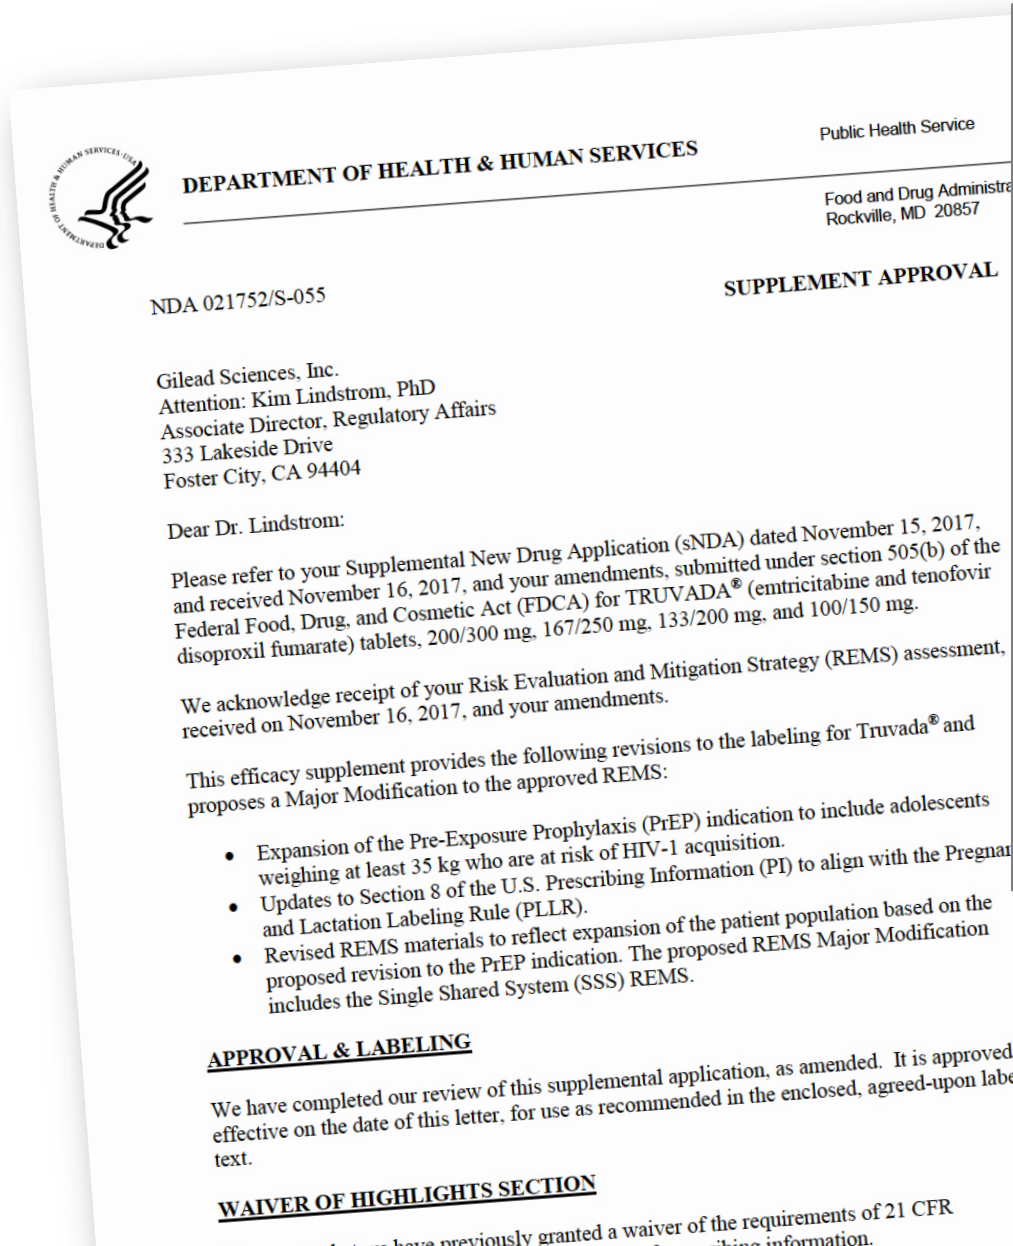 DEPARTMENT OF HEALTH & HUMAN SERVICES·USA
DEPARTMENT OF HEALTH & HUMAN SERVICES
Public Health Service
Food and Drug
Rockville, MD 20857
NDA 021752/S-055
SUPPLEMENT APPROVAL
Gilead Sciences, Inc.
Attention: Kim Lindstrom, PhD
Associate Director, Regulatory Affairs
333 Lakeside Drive
Foster City, CA 94404
Dear Dr. Lindstrom:
Please refer to your Supplemental New Drug Application (sNDA) dated November 15, 2017,
and received November 16, 2017, and your amendments, submitted under section 505(b) of the
Federal Food, Drug, and Cosmetic Act (FDCA) for TRUVADA® (emtricitabine and tenofovir
disoproxil fumarate) tablets, 200/300 mg, 167/250 mg, 133/200 mg, and 100/150 mg.
We acknowledge receipt of your Risk Evaluation and Mitigation Strategy (REMS) assessment,
received on November 16, 2017, and your amendments.
This efficacy supplement provides the following revisions to the labeling for Truvada® and
proposes a Major Modification to the approved REMS:
• Expansion of the Pre-Exposure Prophylaxis (PrEP) indication to include adolescents
weighing at least 35 kg who are at risk of HIV-1 acquisition.
• Updates to Section 8 of the U.S. Prescribing Information (PI) to align with the
and Lactation Labeling Rule (PLLR).
• Revised REMS materials to reflect expansion of the patient population based on the
proposed revision to the PrEP indication. The proposed REMS Major Modification
includes the Single Shared System (SSS) REMS.
APPROVAL & LABELING
We have completed our review of this supplemental application, as amended. It is approved
effective on the date of this letter, for use as recommended in the enclosed, agreed-upon
text.
WAIVER OF HIGHLIGHTS SECTION
have previously granted a waiver of the requirements of 21 CFR
information.